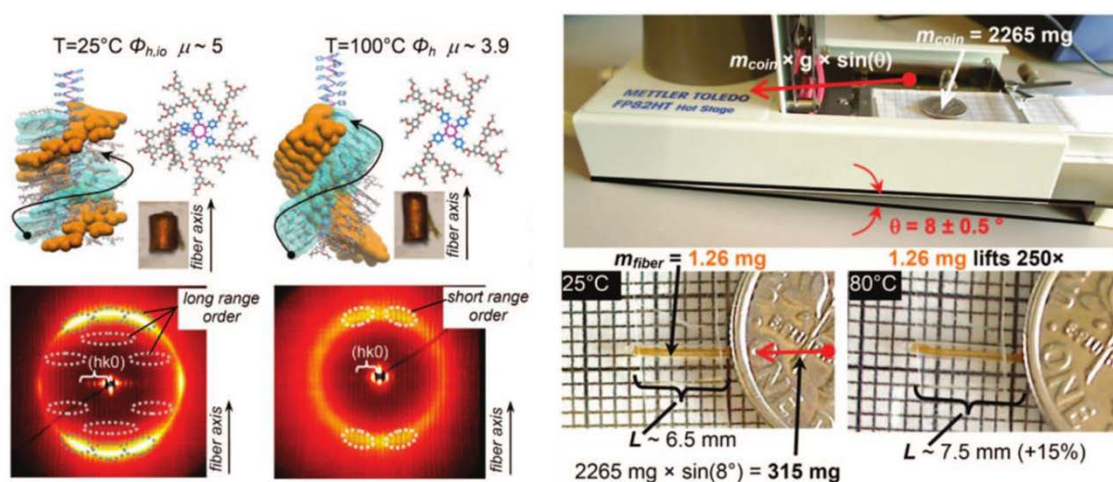 T=25°C Φh,io μ ~ 5
T=100°C Φh μ ~ 3.9
fiber axis
fiber axis
long range
order
(hk0)
fiber axis
short range
order
(hk0)
fiber axis
mcoin = 2265 mg
mcoin × g × sin(θ)
METTLER TOLEDO
FP82HT Hot Stage
θ = 8 ± 0.5 °
mfiber = 1.26 mg
1.26 mg lifts 250×
25°C
80°C
L ~ 6.5 mm
ONE
L ~ 7.5 mm (+15%)
2265 mg × sin(8°) = 315 mg